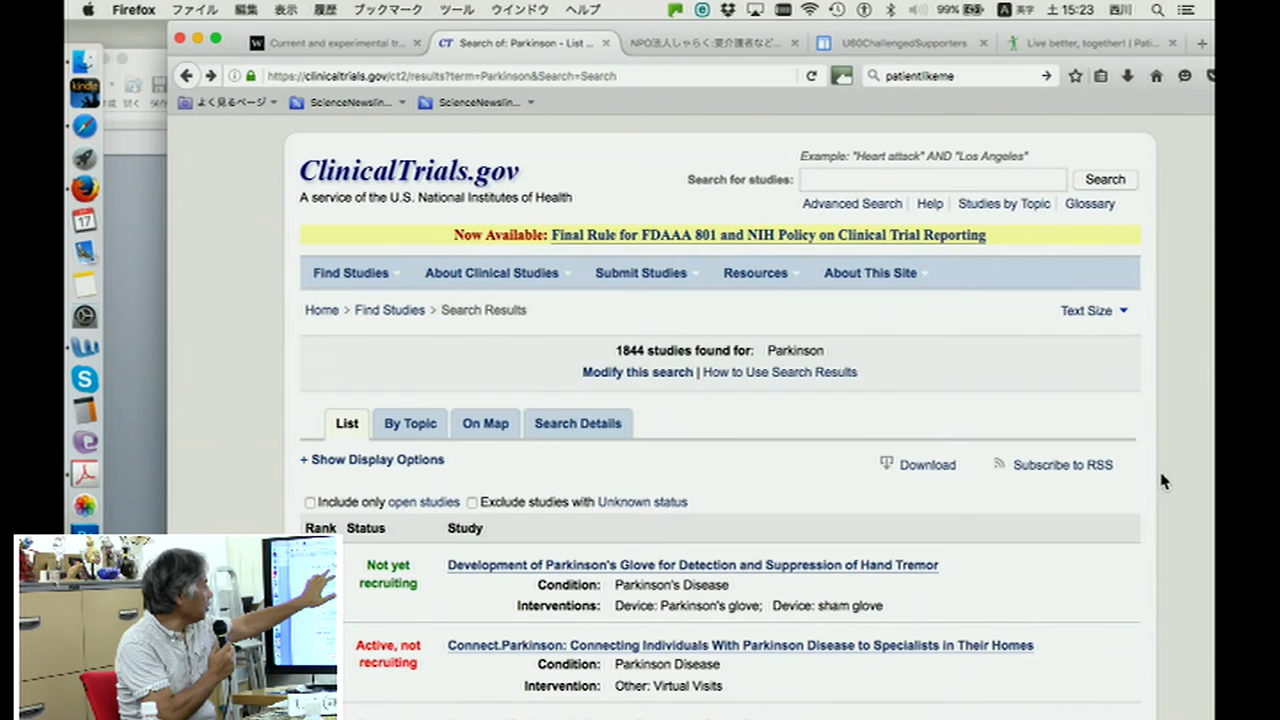 Firefox ファイル 編集 表示 履歴 ブックマーク ツール ウインドウ ヘルプ 99% A 英字 土 15:23 西川
W Current and experimental tr... × CT Search of: Parkinson - List ... × NPO法人しゃらく:要介護者など... × U60ChallengedSupporters × Live better, together! | Pati... × +
https://clinicaltrials.gov/ct2/results?term=Parkinson&Search=Search patientlikeme
よく見るページ ScienceNewslin... ScienceNewslin...
kindle
17
ClinicalTrials.gov
A service of the U.S. National Institutes of Health
Example: "Heart attack" AND "Los Angeles"
Search for studies: Search
Advanced Search Help Studies by Topic Glossary
Now Available: Final Rule for FDAAA 801 and NIH Policy on Clinical Trial Reporting
Find Studies About Clinical Studies Submit Studies Resources About This Site
Home > Find Studies > Search Results Text Size
1844 studies found for: Parkinson
Modify this search | How to Use Search Results
List By Topic On Map Search Details
+ Show Display Options
Download Subscribe to RSS
Include only open studies Exclude studies with Unknown status
Rank Status Study
Not yet recruiting Development of Parkinson's Glove for Detection and Suppression of Hand Tremor
Condition: Parkinson's Disease
Interventions: Device: Parkinson's glove; Device: sham glove
Active, not recruiting Connect.Parkinson: Connecting Individuals With Parkinson Disease to Specialists in Their Homes
Condition: Parkinson Disease
Intervention: Other: Virtual Visits